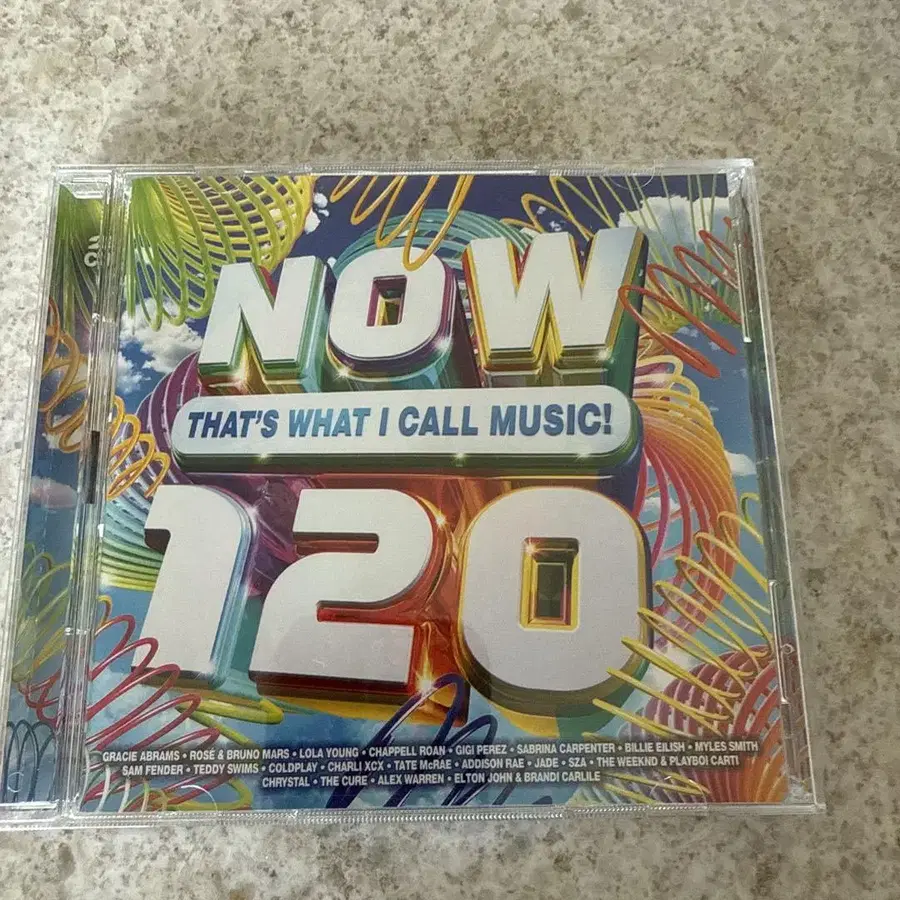 NOW
THAT'S WHAT I CALL MUSIC!
120
GRACIE ABRAMS • ROSÉ & BRUNO MARS • LOLA YOUNG • CHAPPELL ROAN • GIGI PEREZ • SABRINA CARPENTER • BILLIE EILISH • MYLES SMITH
SAM FENDER • TEDDY SWIMS • COLDPLAY • CHARLI XCX • TATE McRAE • ADDISON RAE • JADE • SZA • THE WEEKND & PLAYBOI CARTI
CHRYSTAL • THE CURE • ALEX WARREN • ELTON JOHN & BRANDI CARLILE